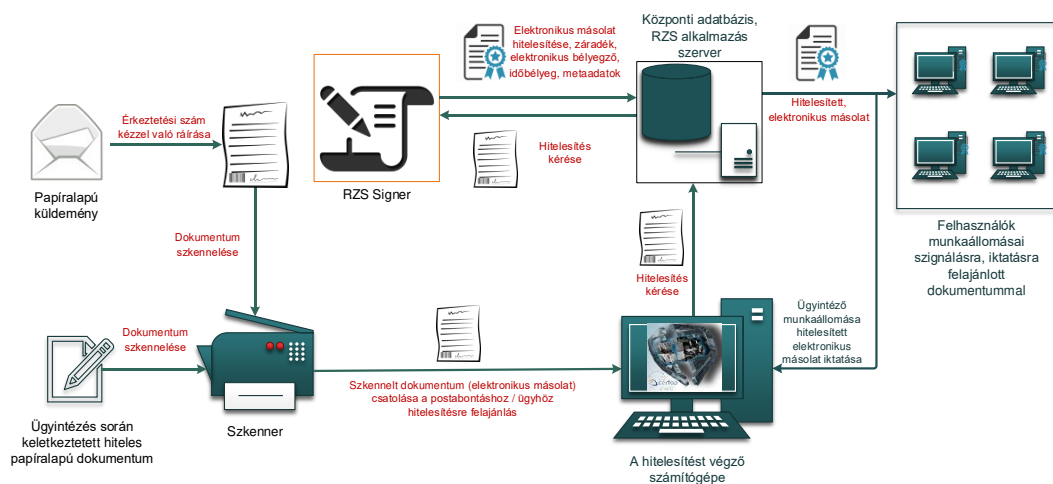 Elektronikus másolat
hitelesítése, záradék,
elektronikus bélyegző,
időbélyeg, metaadatok
Központi adatbázis,
RZS alkalmazás
szerver
Érkeztetési szám
kézzel való ráírása
Hitelesítés
kérése
Hitelesített,
elektronikus másolat
Papíralapú
küldemény
RZS Signer
Felhasználók
munkaállomásai
szignálásra, iktatásra
felajánlott
dokumentummal
Dokumentum
szkennelése
Hitelesítés
kérése
Ügyintéző
munkaállomása
hitelesített
elektronikus
másolat iktatása
Dokumentum
szkennelése
Szkennelt dokumentum (elektronikus másolat)
csatolása a postabontáshoz / ügyhöz
hitelesítésre felajánlás
Ügyintézés során
keletkeztetett hiteles
papíralapú dokumentum
Szkenner
A hitelesítést végző
számítógépe